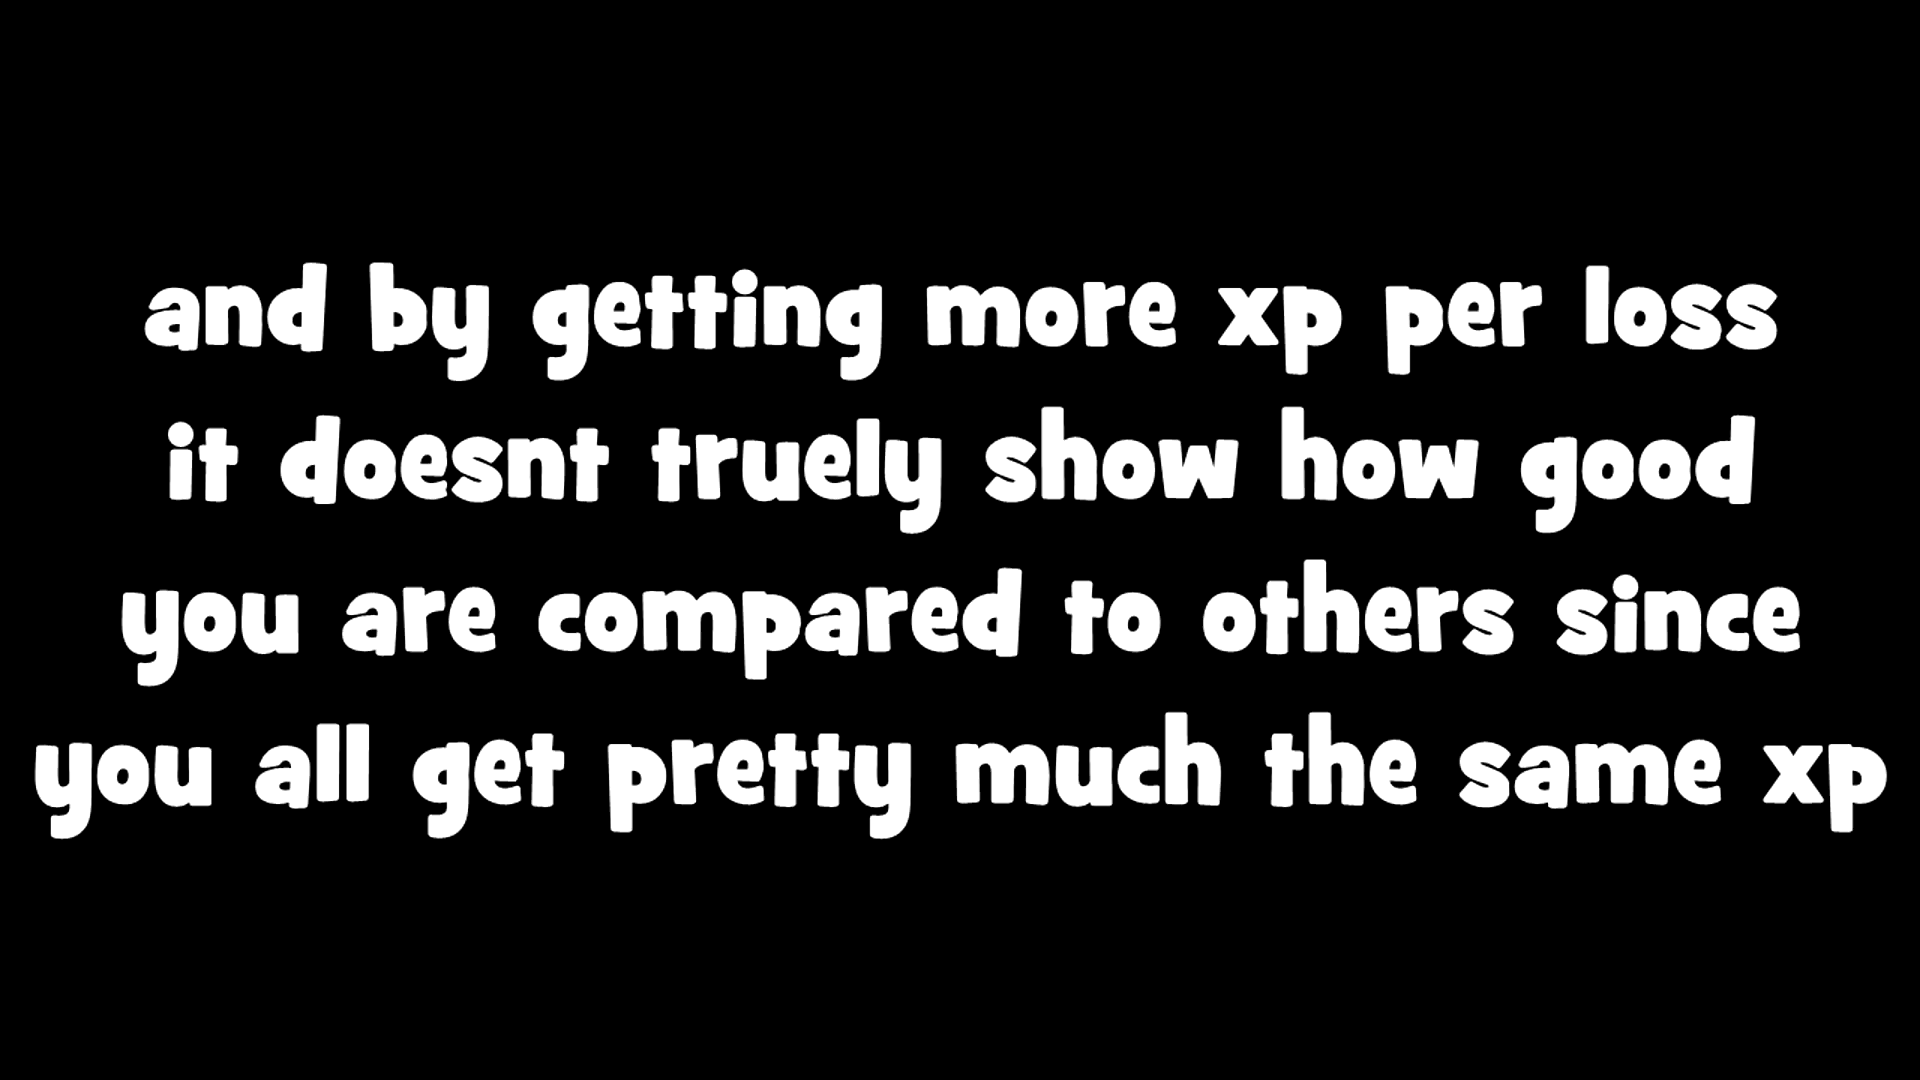 and by getting more xp per loss
it doesnt truely show how good
you are compared to others since
you all get pretty much the same xp